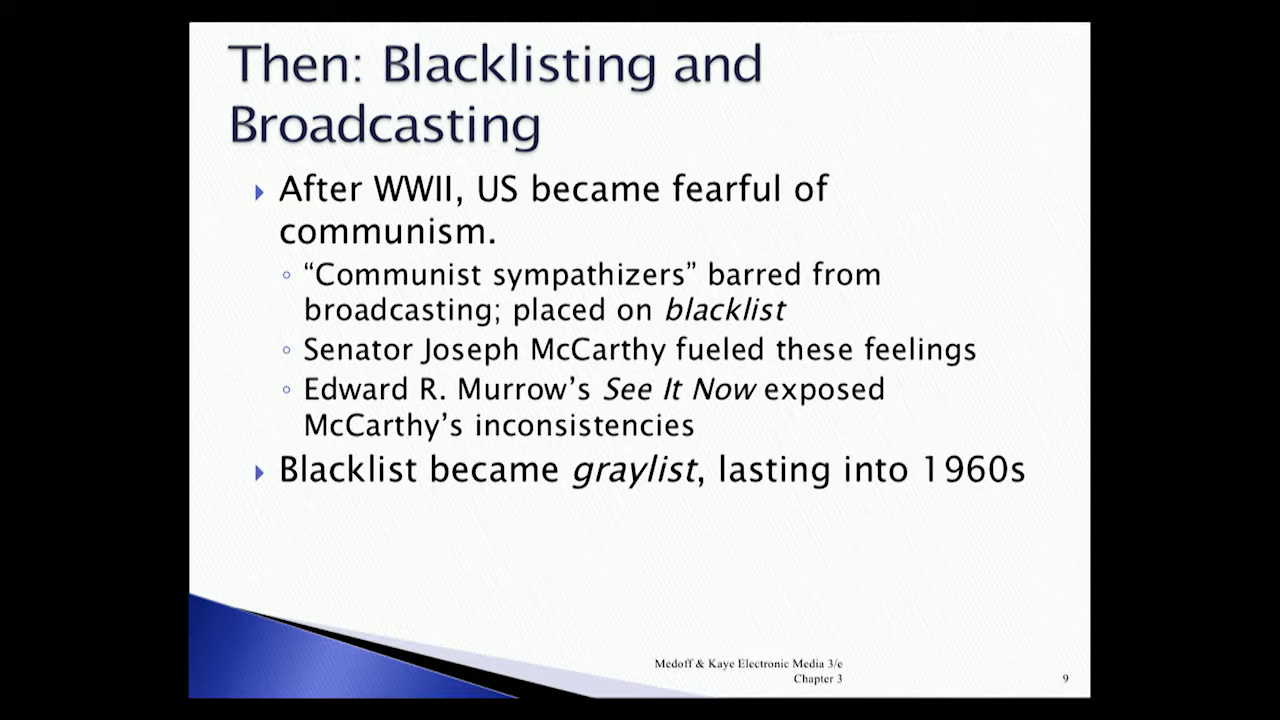 Then: Blacklisting and
Broadcasting
After WWII, US became fearful of
communism.
“Communist sympathizers” barred from
broadcasting; placed on blacklist
Senator Joseph McCarthy fueled these feelings
Edward R. Murrow’s See It Now exposed
McCarthy’s inconsistencies
Blacklist became graylist, lasting into 1960s
Medoff & Kaye Electronic Media 3/e
Chapter 3
9